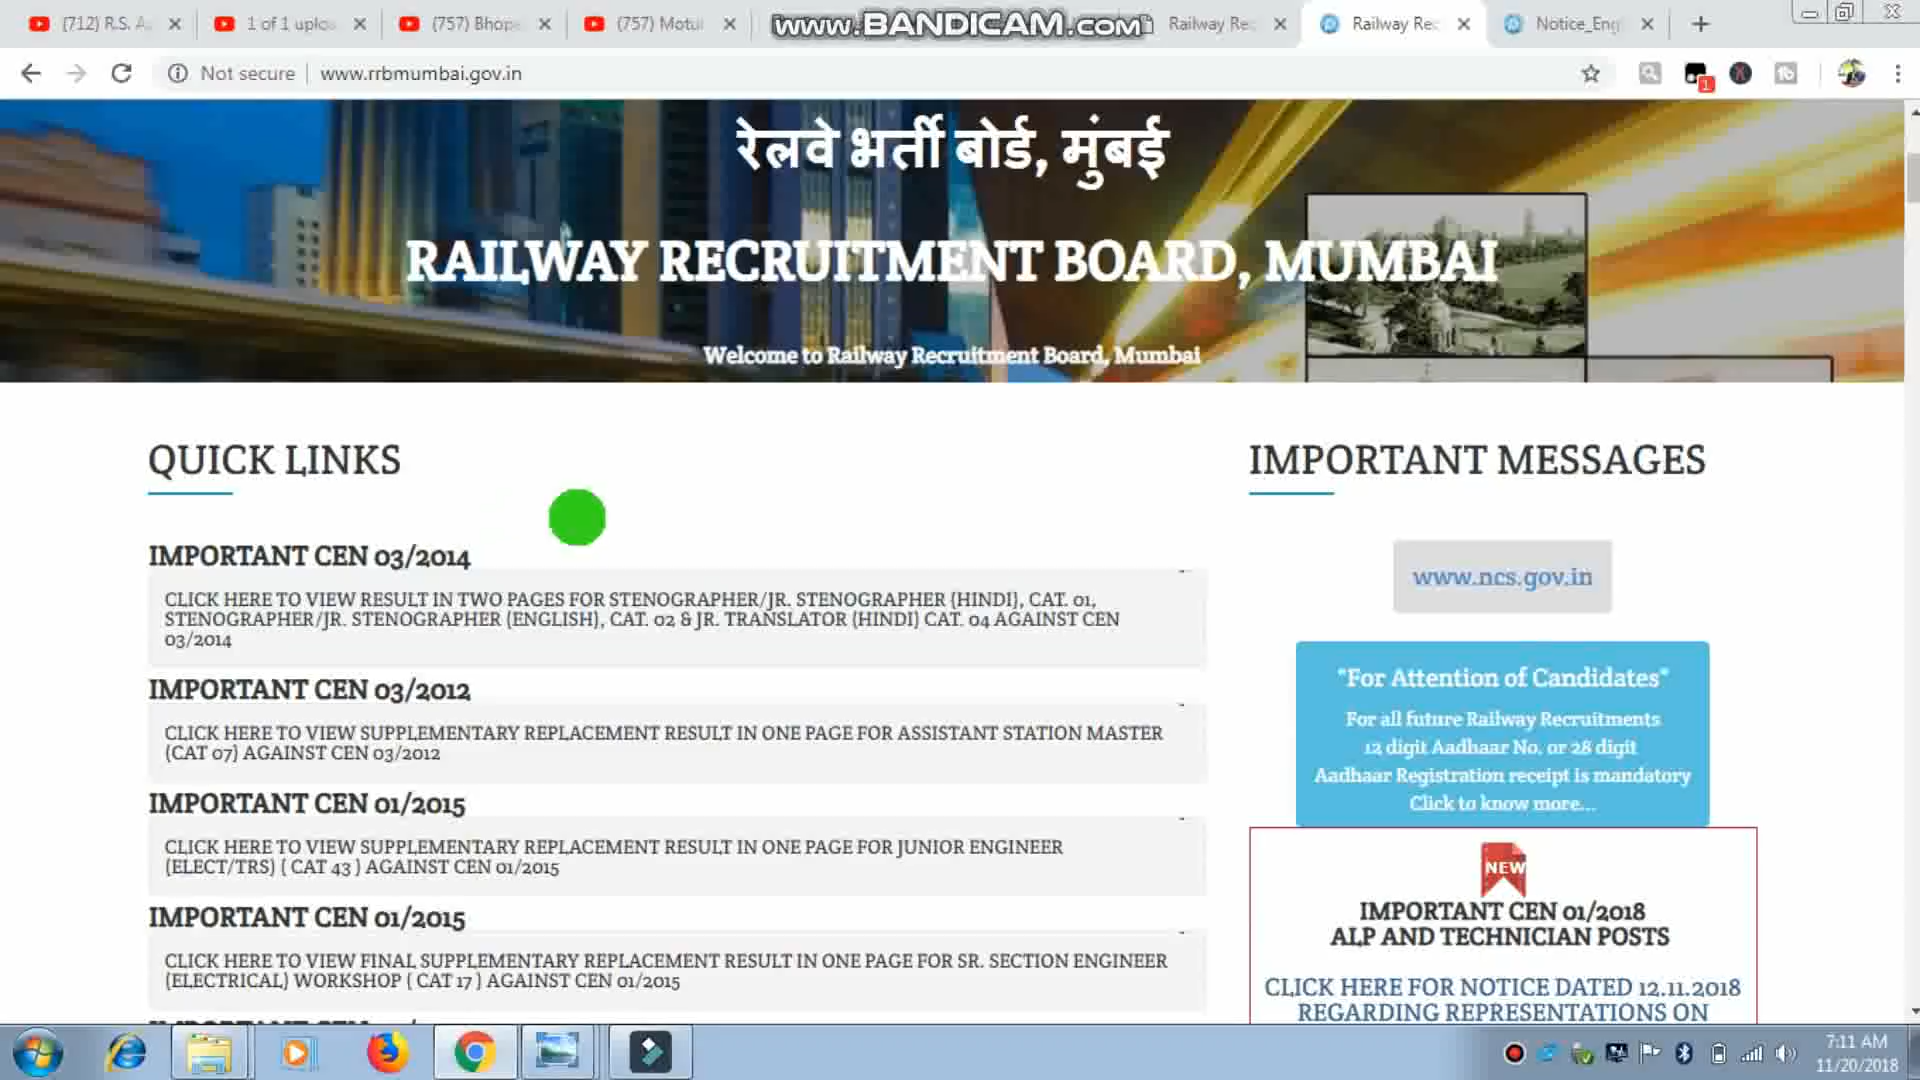 (712) R.S. A
1 of 1 uploa
(757) Bhope
(757) Motu
www.BANDICAM.com
Railway Rec
Railway Rec
Notice_Eng
Not secure
www.rrbmumbai.gov.in
1
रेलवे भर्ती बोर्ड, मुंबई
RAILWAY RECRUITMENT BOARD, MUMBAI
Welcome to Railway Recruitment Board, Mumbai
QUICK LINKS
IMPORTANT CEN 03/2014
CLICK HERE TO VIEW RESULT IN TWO PAGES FOR STENOGRAPHER/JR. STENOGRAPHER (HINDI), CAT. 01,
STENOGRAPHER/JR. STENOGRAPHER (ENGLISH), CAT. 02 & JR. TRANSLATOR (HINDI) CAT. 04 AGAINST CEN
03/2014
IMPORTANT CEN 03/2012
CLICK HERE TO VIEW SUPPLEMENTARY REPLACEMENT RESULT IN ONE PAGE FOR ASSISTANT STATION MASTER
(CAT 07) AGAINST CEN 03/2012
IMPORTANT CEN 01/2015
CLICK HERE TO VIEW SUPPLEMENTARY REPLACEMENT RESULT IN ONE PAGE FOR JUNIOR ENGINEER
(ELECT/TRS) ( CAT 43 ) AGAINST CEN 01/2015
IMPORTANT CEN 01/2015
CLICK HERE TO VIEW FINAL SUPPLEMENTARY REPLACEMENT RESULT IN ONE PAGE FOR SR. SECTION ENGINEER
(ELECTRICAL) WORKSHOP ( CAT 17 ) AGAINST CEN 01/2015
IMPORTANT MESSAGES
www.ncs.gov.in
"For Attention of Candidates"
For all future Railway Recruitments
12 digit Aadhaar No. or 28 digit
Aadhaar Registration receipt is mandatory
Click to know more...
NEW
IMPORTANT CEN 01/2018
ALP AND TECHNICIAN POSTS
CLICK HERE FOR NOTICE DATED 12.11.2018
REGARDING REPRESENTATIONS ON
7:11 AM
11/20/2018